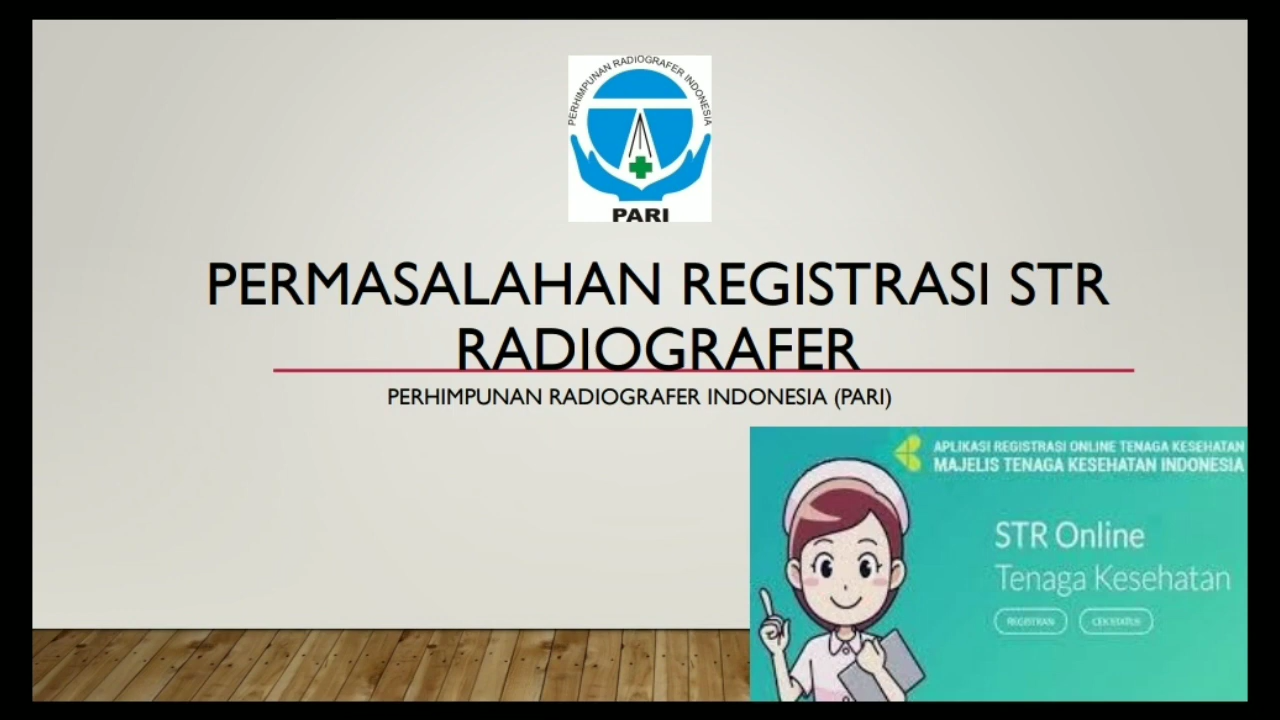 PERHIMPUNAN RADIOGRAFER INDONESIA
PARI
PERMASALAHAN REGISTRASI STR
RADIOGRAFER
PERHIMPUNAN RADIOGRAFER INDONESIA (PARI)
APLIKASI REGISTRASI ONLINE TENAGA KESEHATAN
MAJELIS TENAGA KESEHATAN INDONESIA
STR Online
Tenaga Kesehatan
REGISTRASI
CEK STATUS